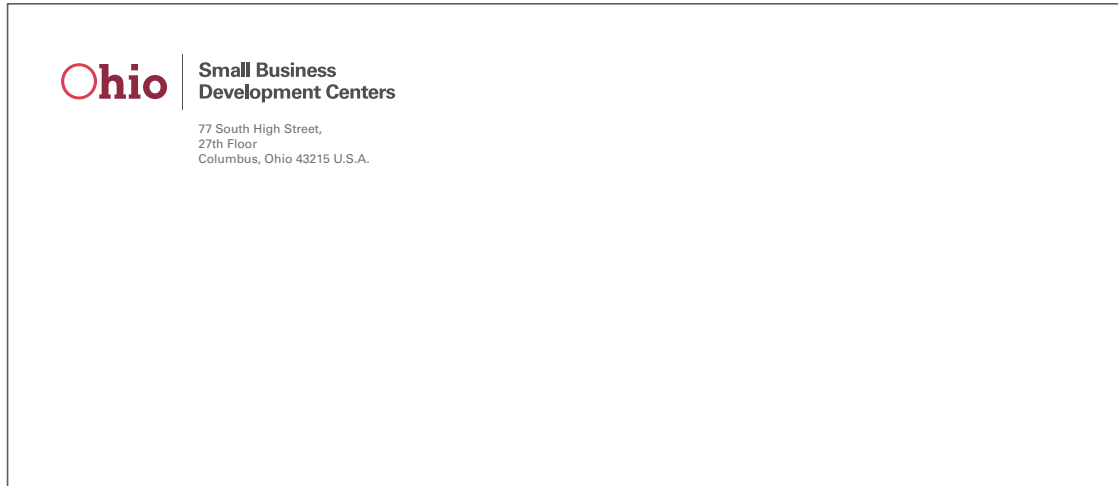 Ohio
Small Business
Development Centers
77 South High Street,
27th Floor
Columbus, Ohio 43215 U.S.A.